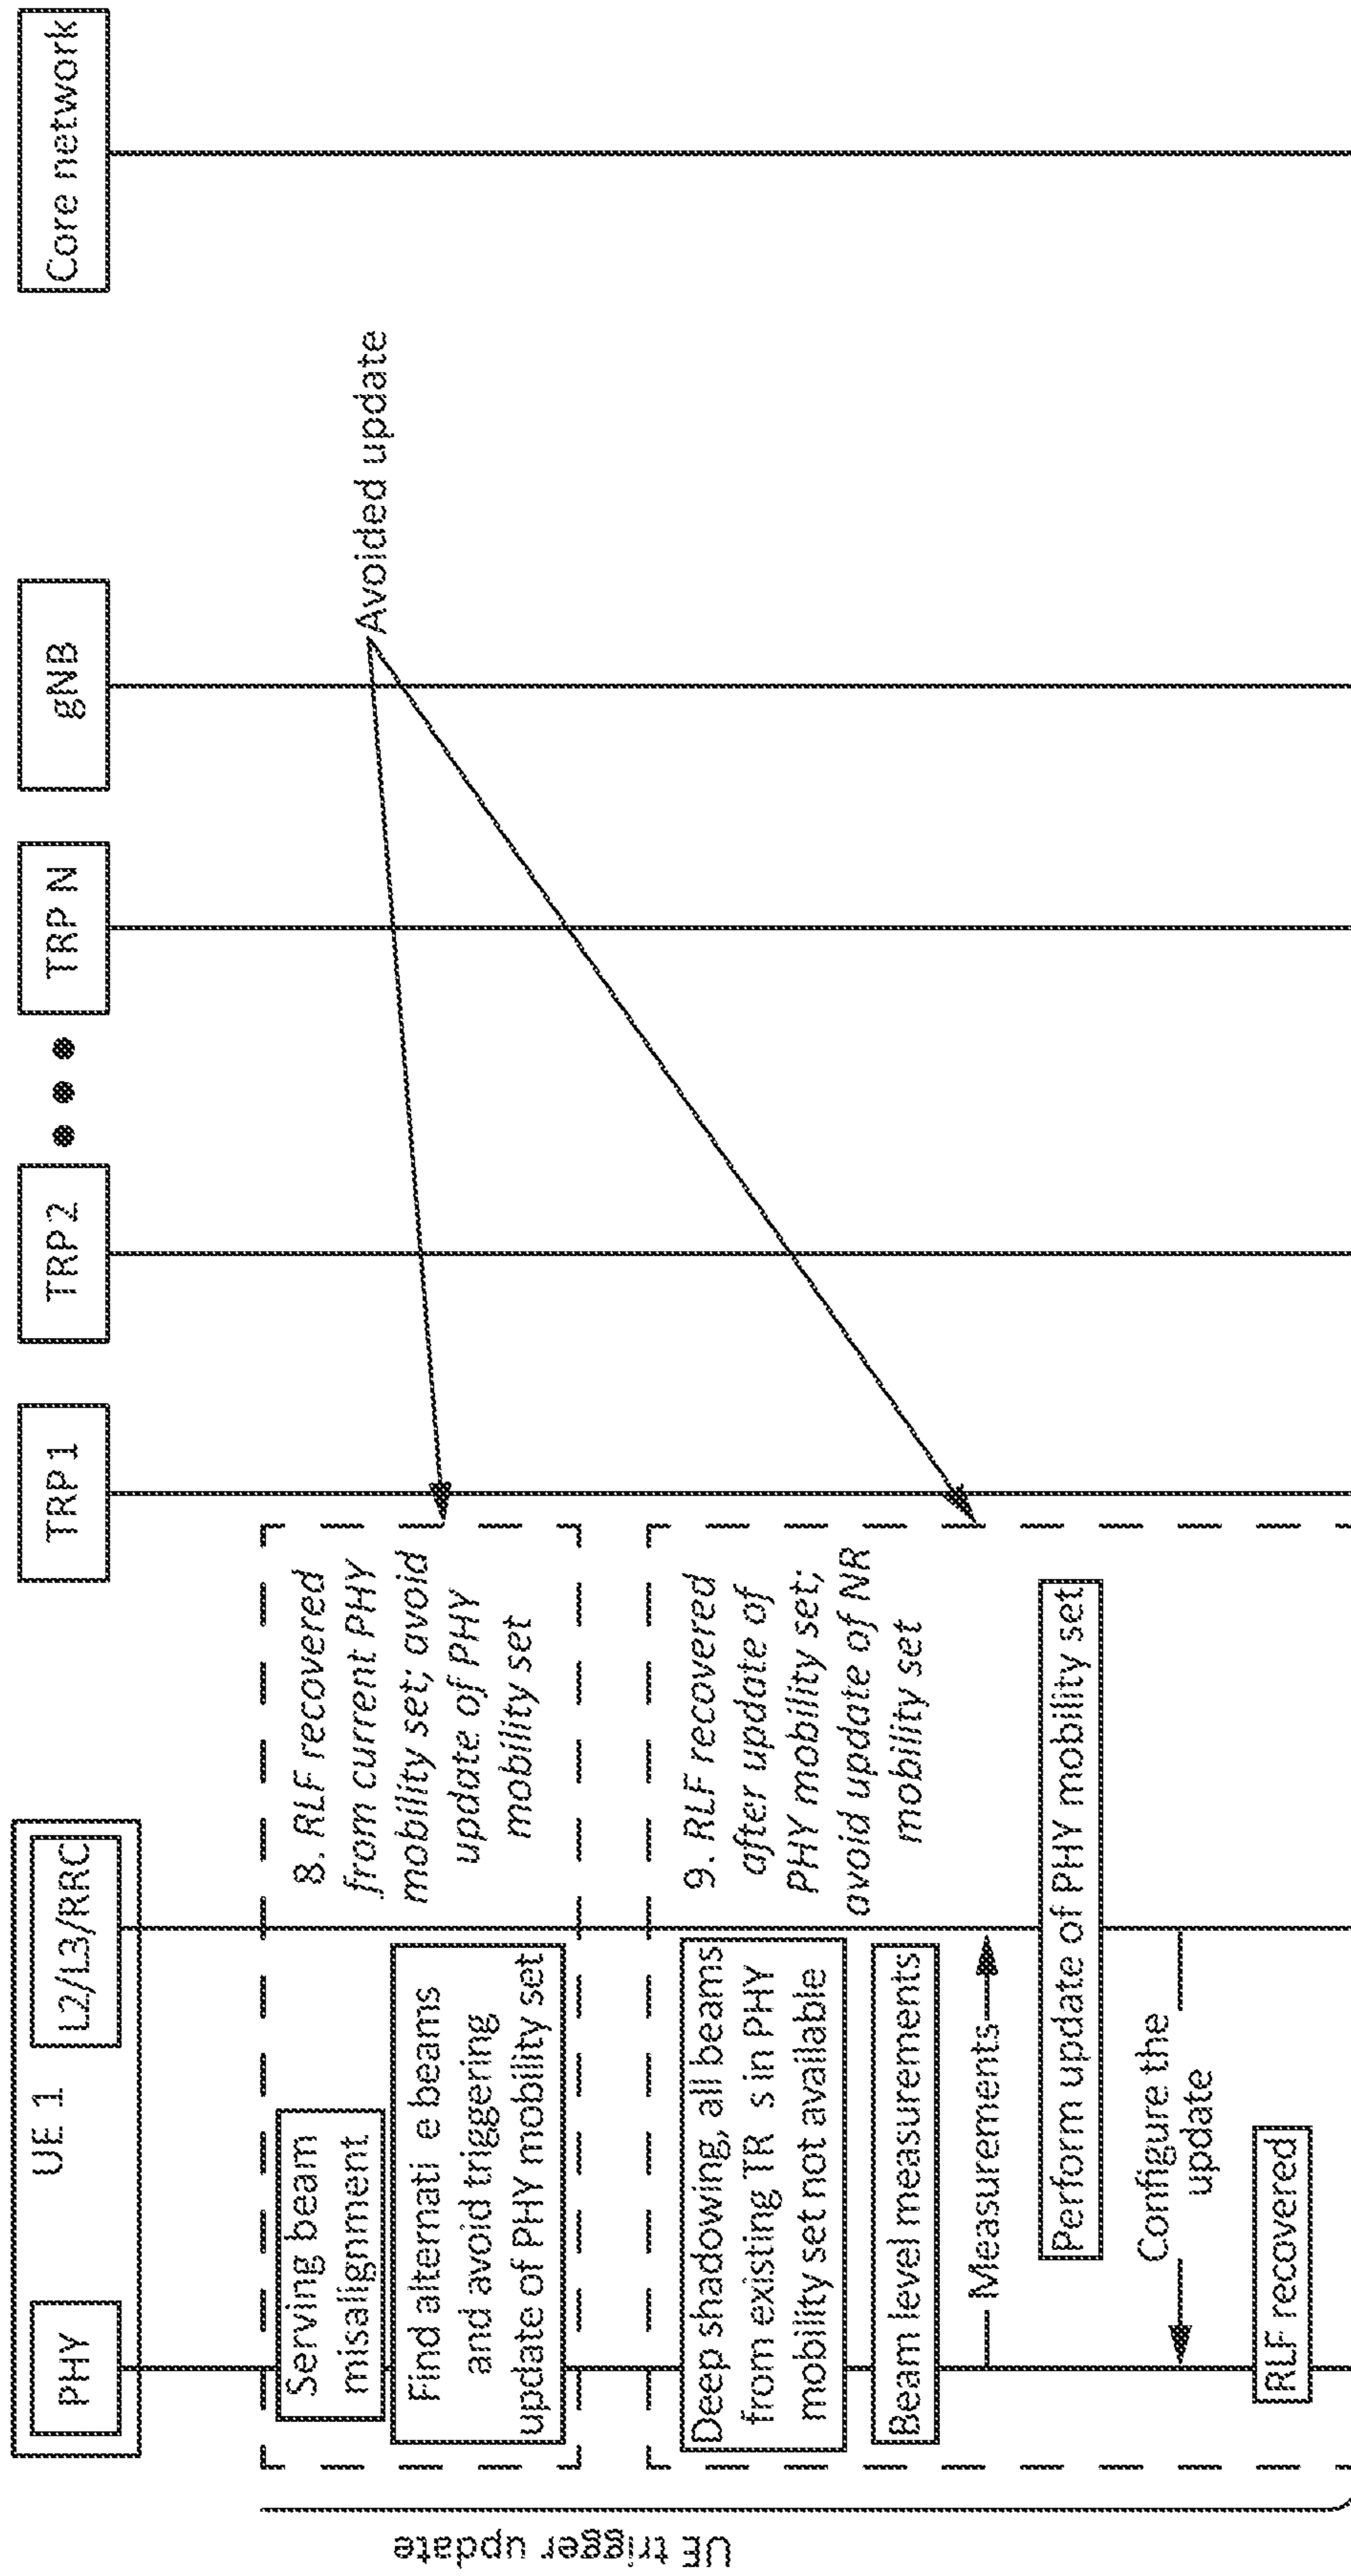 UE 1
PHY
L2/L3/RRC
TRP 1
TRP 2
TRP N
gNB
Core network
UE trigger update
Serving beam
misalignment
Find alternati e beams
and avoid triggering
update of PHY mobility set
8. RLF recovered
from current PHY
mobility set; avoid
update of PHY
mobility set
Avoided update
Deep shadowing, all beams
from existing TR s in PHY
mobility set not available
9. RLF recovered
after update of
PHY mobility set;
avoid update of NR
mobility set
Beam level measurements
Measurements
Perform update of PHY mobility set
Configure the
update
RLF recovered